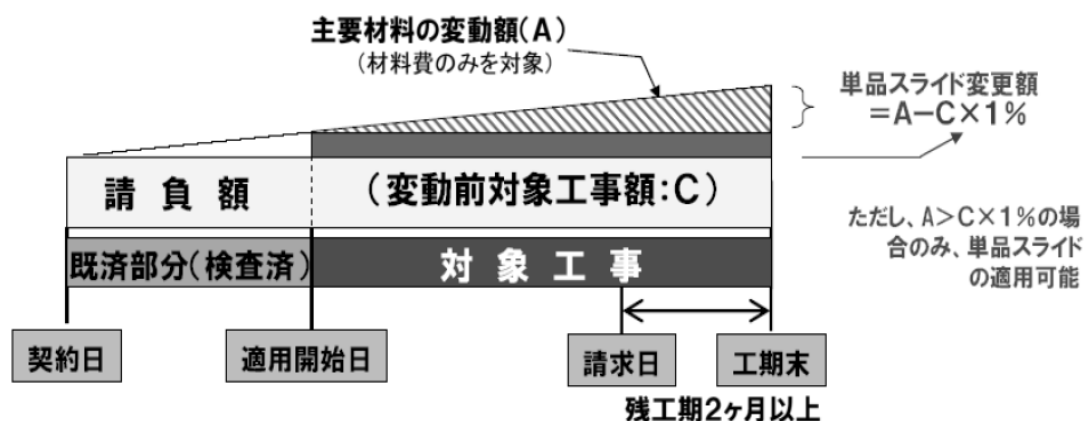 主要材料の変動額(A)
(材料費のみを対象)
単品スライド変更額
=A-C×1%
請負額
(変動前対象工事額:C)
ただし、A>C×1%の場
合のみ、単品スライド
の適用可能
既済部分(検査済)
対象工事
契約日
適用開始日
請求日
工期末
残工期2ヶ月以上